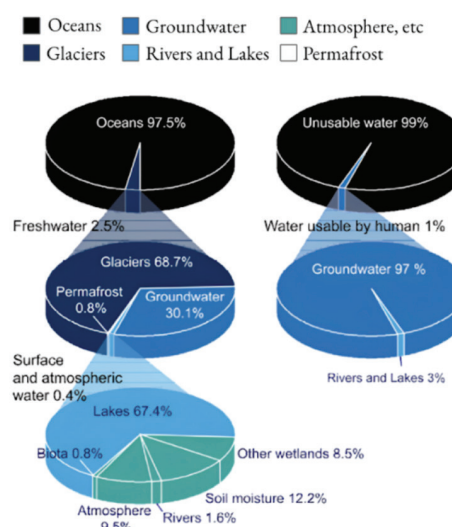 Oceans Groundwater Atmosphere, etc
Glaciers Rivers and Lakes Permafrost
Oceans 97.5%
Unusable water 99%
Freshwater 2.5%
Water usable by human 1%
Glaciers 68.7%
Permafrost
0.8%
Groundwater
30.1%
Groundwater 97 %
Rivers and Lakes 3%
Surface
and atmospheric
water 0.4%
Lakes 67.4%
Biota 0.8%
Other wetlands 8.5%
Soil moisture 12.2%
Atmosphere
9.5%
Rivers 1.6%